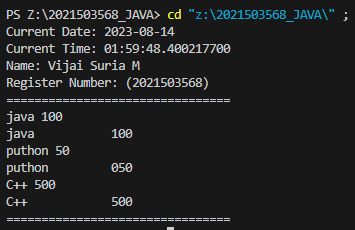 PS Z:\2021503568_JAVA> cd "z:\2021503568_JAVA\" ;
Current Date: 2023-08-14
Current Time: 01:59:48.400217700
Name: Vijai Suria M
Register Number: (2021503568)
================================
java 100
java           100
puthon 50
puthon         050
C++ 500
C++            500
================================